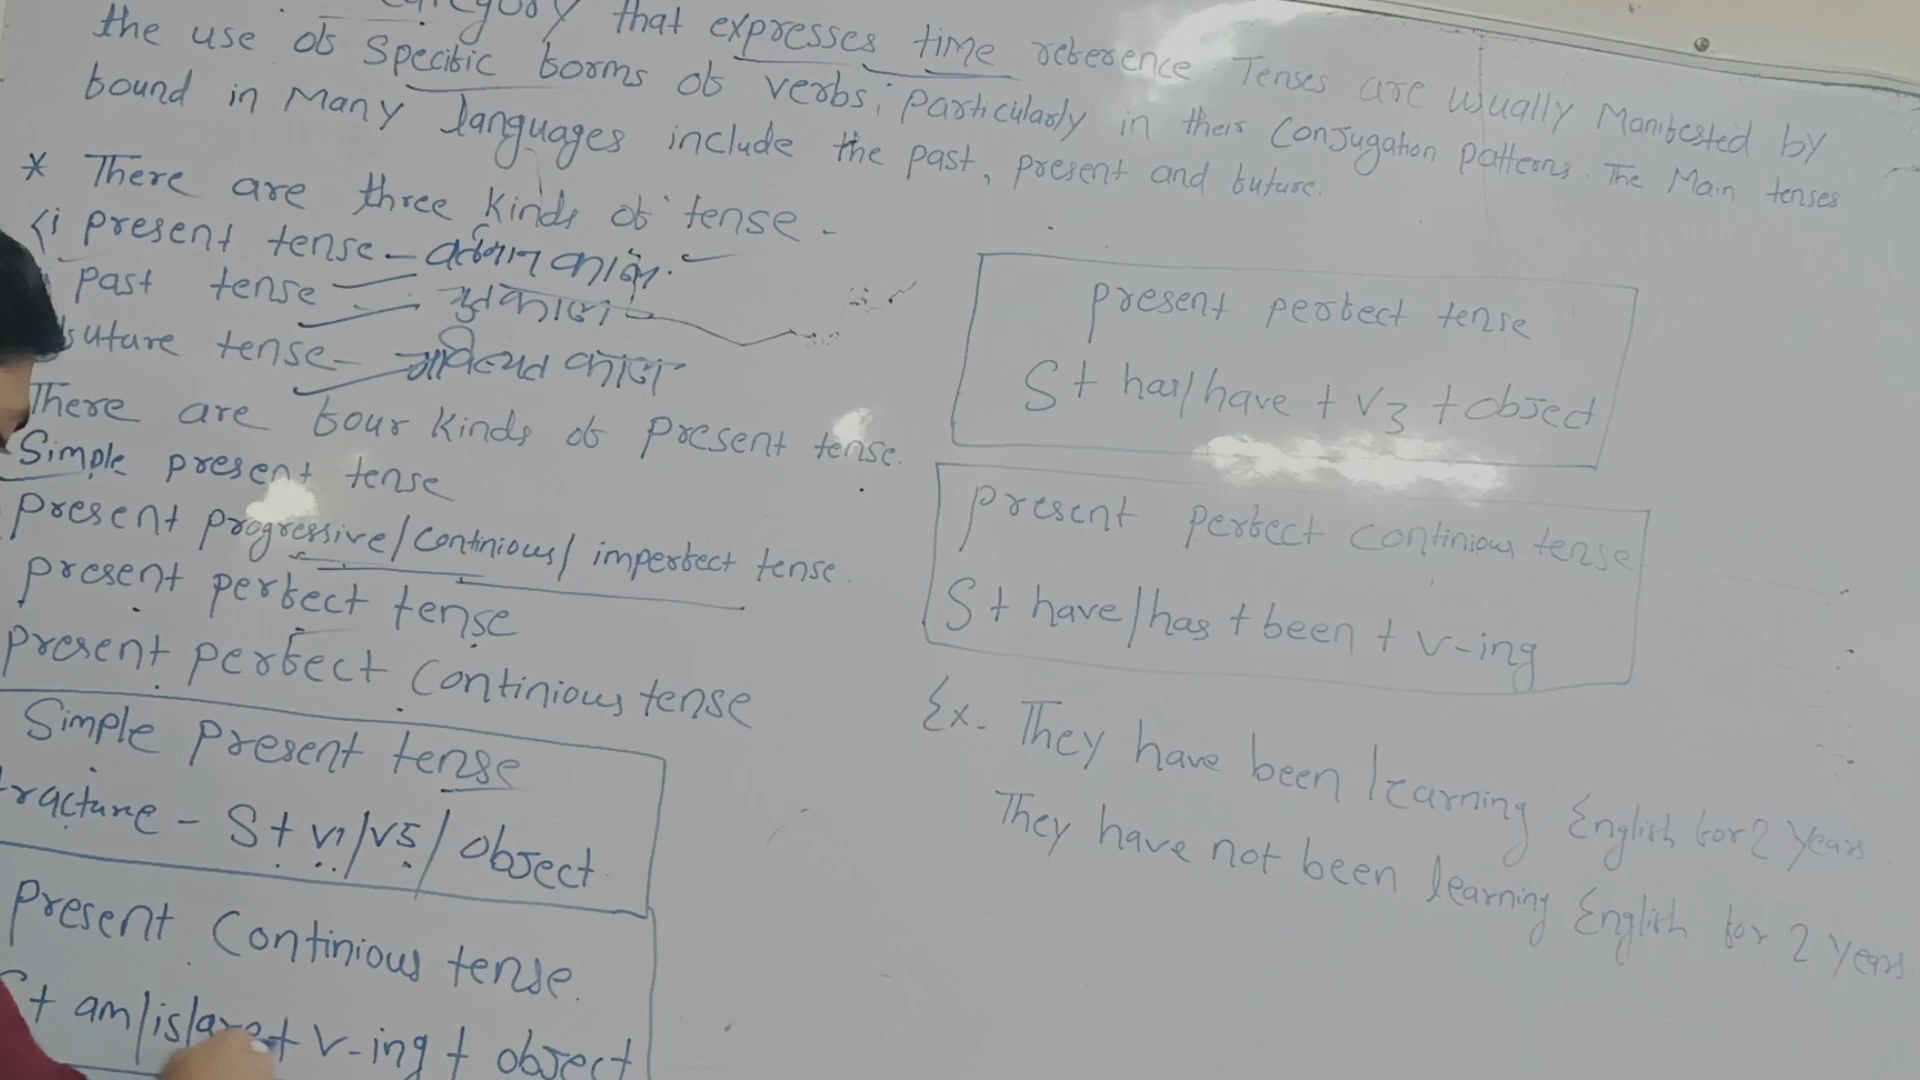 category that expresses time reference. Tenses are usually Manifested by
the use of specific forms of verbs, particularly in their conjugation patterns. The Main tenses
found in Many languages include the past, present and future.
* There are three kinds of tense -
<i present tense - वर्तमान काल
past tense = भुतकाल
future tense - भविष्यत काल
There are four kinds of present tense.
Simple present tense
present progressive/continious/imperfect tense.
present perfect tense
present perfect continious tense
Simple present tense
racture - S + v1/v5/object
present continious tense.
S + am/is/are + v-ing + object
present perfect tense
S + has/have + v3 + object
present perfect continious tense
S + have/has + been + v-ing
Ex- They have been learning English for 2 years
They have not been learning English for 2 years.